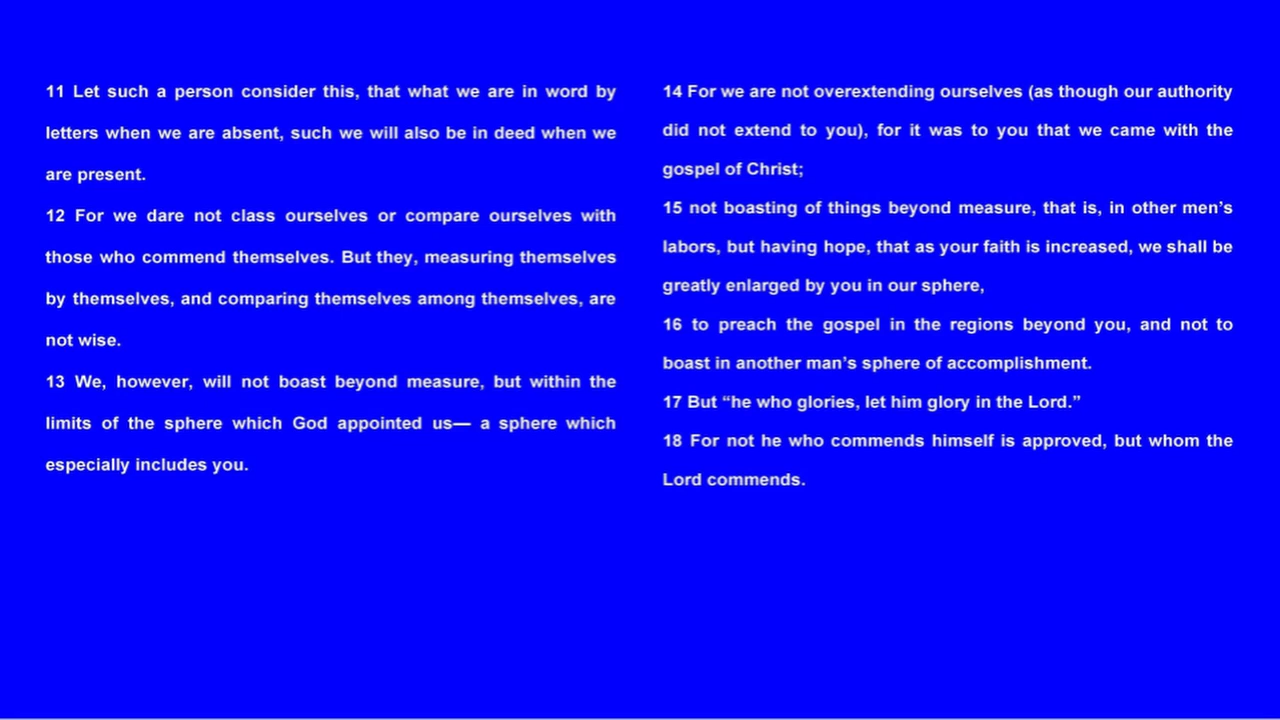 11 Let such a person consider this, that what we are in word by
letters when we are absent, such we will also be in deed when we
are present.
12 For we dare not class ourselves or compare ourselves with
those who commend themselves. But they, measuring themselves
by themselves, and comparing themselves among themselves, are
not wise.
13 We, however, will not boast beyond measure, but within the
limits of the sphere which God appointed us— a sphere which
especially includes you.
14 For we are not overextending ourselves (as though our authority
did not extend to you), for it was to you that we came with the
gospel of Christ;
15 not boasting of things beyond measure, that is, in other men’s
labors, but having hope, that as your faith is increased, we shall be
greatly enlarged by you in our sphere,
16 to preach the gospel in the regions beyond you, and not to
boast in another man’s sphere of accomplishment.
17 But “he who glories, let him glory in the Lord.”
18 For not he who commends himself is approved, but whom the
Lord commends.